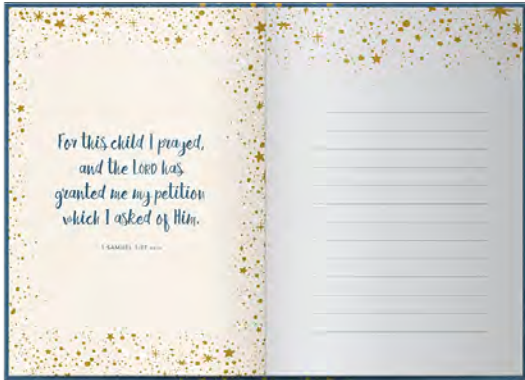 For this child I prayed,
and the LORD has
granted me my petition
which I asked of Him.
1 SAMUEL 1:27